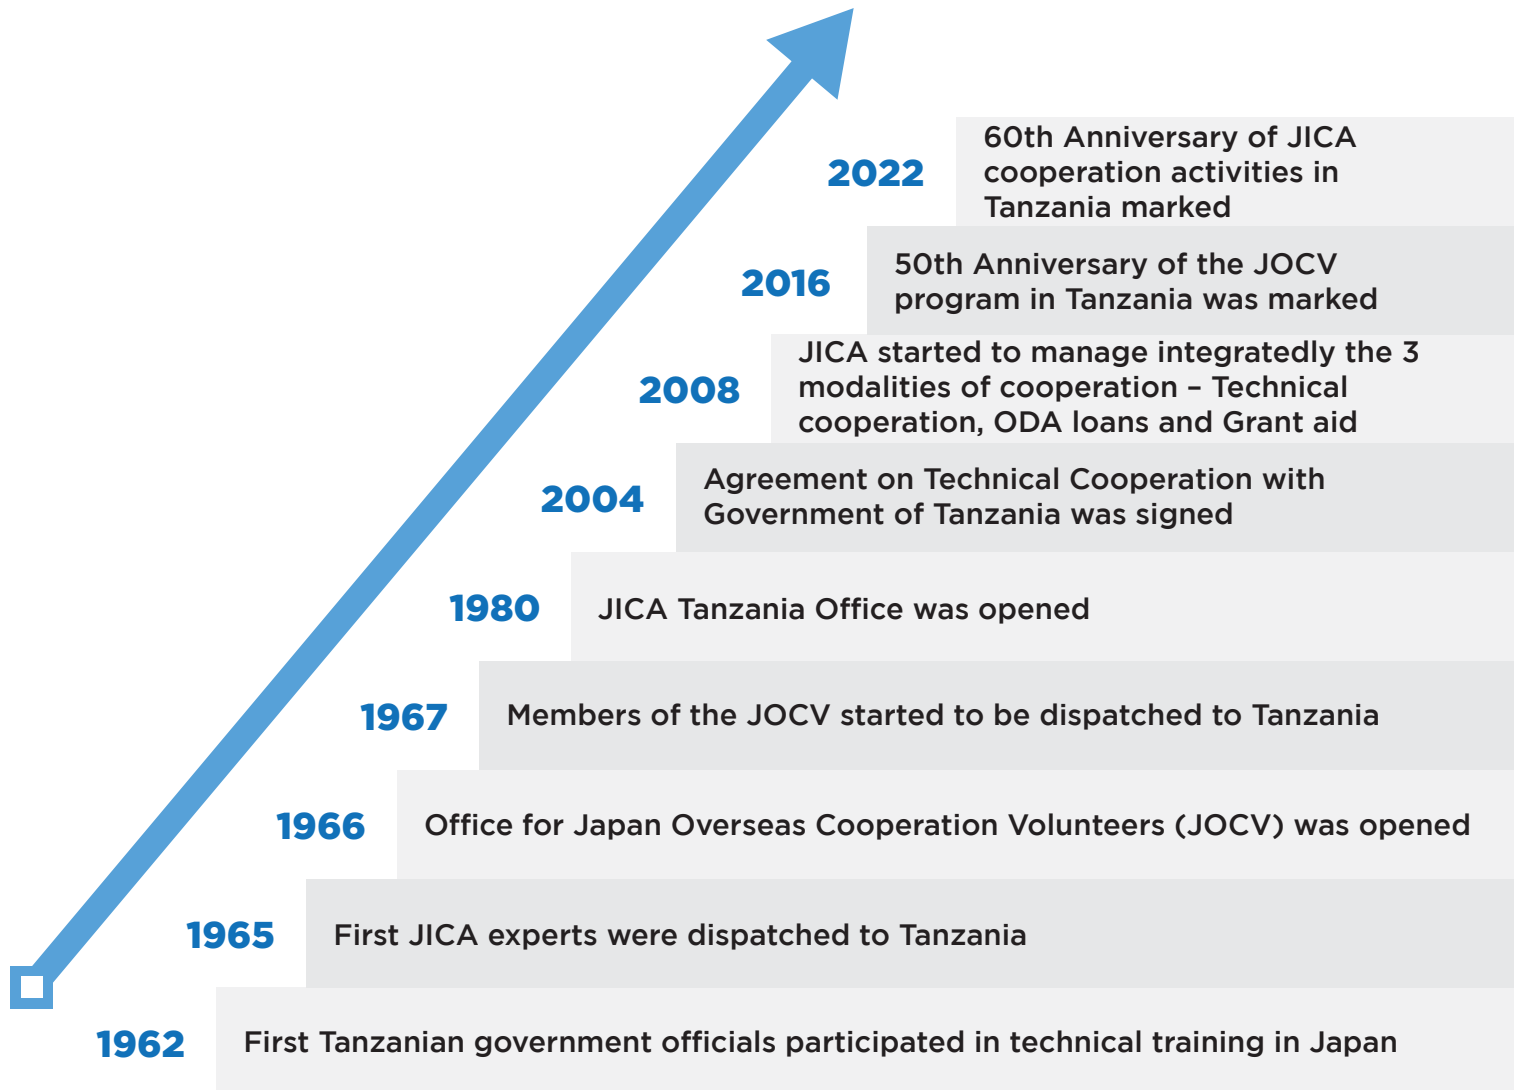 2022
60th Anniversary of JICA
cooperation activities in
Tanzania marked
2016
50th Anniversary of the JOCV
program in Tanzania was marked
2008
JICA started to manage integratedly the 3
modalities of cooperation – Technical
cooperation, ODA loans and Grant aid
2004
Agreement on Technical Cooperation with
Government of Tanzania was signed
1980
JICA Tanzania Office was opened
1967
Members of the JOCV started to be dispatched to Tanzania
1966
Office for Japan Overseas Cooperation Volunteers (JOCV) was opened
1965
First JICA experts were dispatched to Tanzania
1962
First Tanzanian government officials participated in technical training in Japan